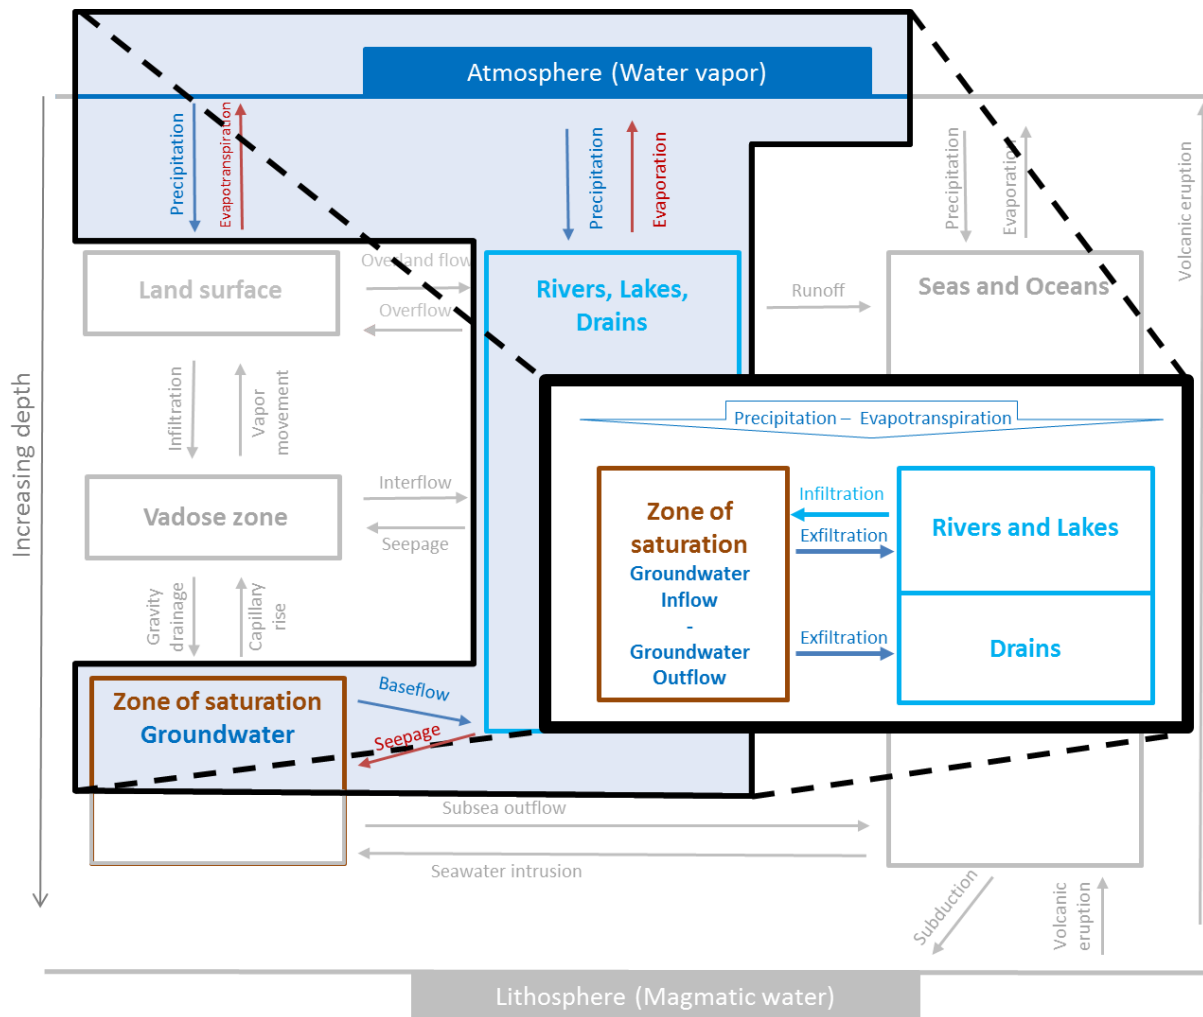 Atmosphere (Water vapor)
Precipitation
Evapotranspiration
Precipitation
Evaporation
Precipitation
Evaporation
Volcanic eruption
Increasing depth
Land surface
Overland flow
Overflow
Rivers, Lakes,
Drains
Runoff
Seas and Oceans
Infiltration
Vapor
movement
Vadose zone
Interflow
Seepage
Gravity
drainage
Capillary
rise
Precipitation – Evapotranspiration
Zone of
saturation
Groundwater
Inflow
-
Groundwater
Outflow
Infiltration
Exfiltration
Exfiltration
Rivers and Lakes
Drains
Zone of saturation
Groundwater
Baseflow
Seepage
Subsea outflow
Seawater intrusion
Subduction
Volcanic
eruption
Lithosphere (Magmatic water)